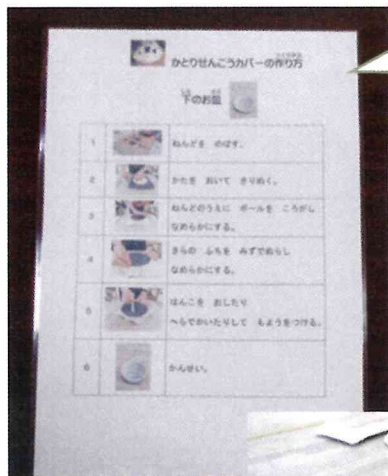 かとりせんこうカバーの作り方
下のお皿
1 ねんどを のばす。
2 かたを おいて きりぬく。
3 ねんどのうえに ボールを ころがし
なめらかにする。
4 さらの ふちを みずでぬらし
なめらかにする。
5 はんこを おしたり
へらでかいたりして もようをつける。
6 かんせい。